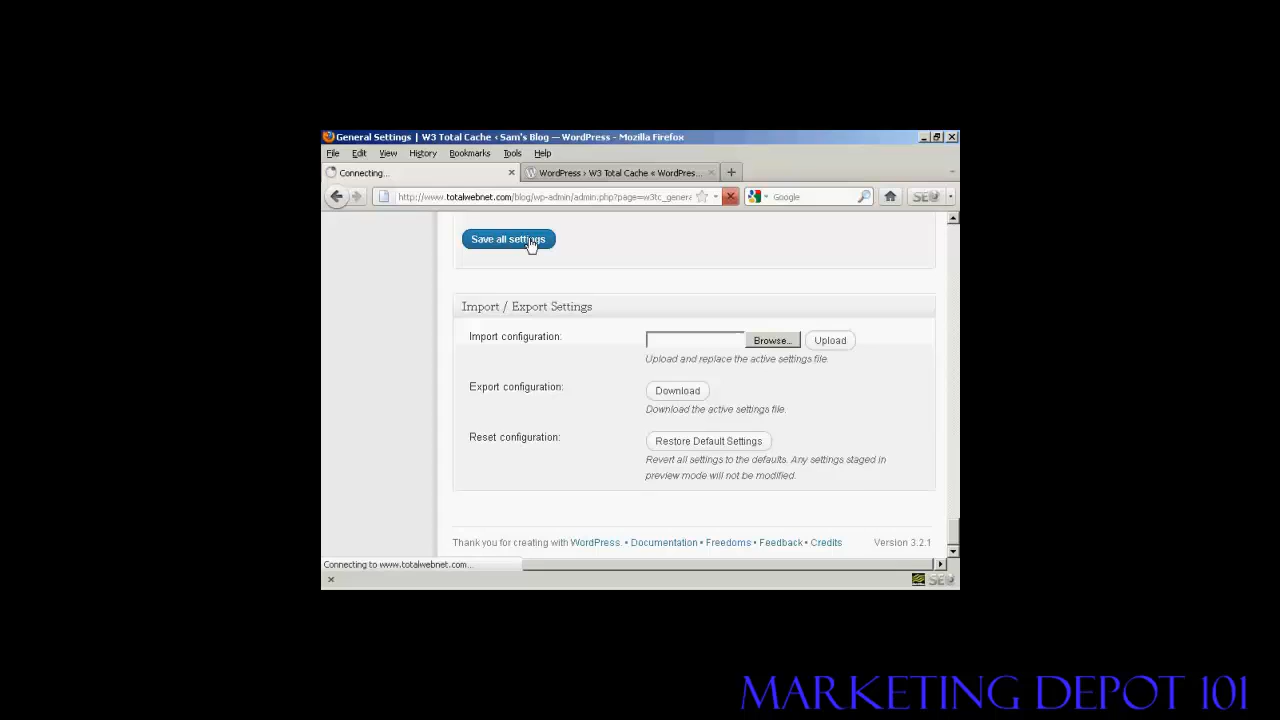 General Settings | W3 Total Cache ‹ Sam's Blog — WordPress - Mozilla Firefox
File Edit View History Bookmarks Tools Help
Connecting... WordPress › W3 Total Cache « WordPres...
http://www.totalwebnet.com/blog/wp-admin/admin.php?page=w3tc_genera Google SEO
Save all settings
Import / Export Settings
Import configuration: Browse... Upload
Upload and replace the active settings file.
Export configuration: Download
Download the active settings file.
Reset configuration: Restore Default Settings
Revert all settings to the defaults. Any settings staged in
preview mode will not be modified.
Thank you for creating with WordPress. • Documentation • Freedoms • Feedback • Credits Version 3.2.1
Connecting to www.totalwebnet.com...
SEO
MARKETING DEPOT 101